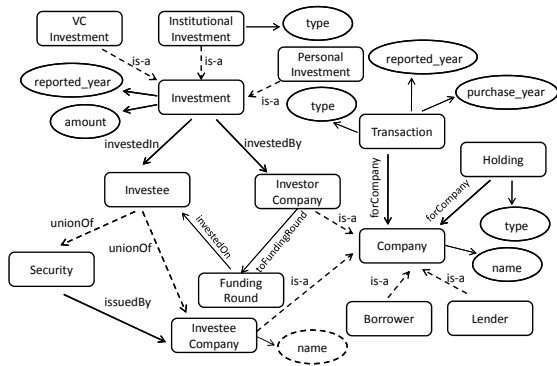 VC
Investment
Institutional
Investment
type
is-a
is-a
Personal
Investment
reported_year
reported_year
Investment
is-a
type
purchase_year
amount
Transaction
investedIn
investedBy
Holding
forCompany
forCompany
Investee
Investor
Company
unionOf
unionOf
investedOn
toFundingRound
is-a
type
Company
name
Security
Funding
Round
is-a
is-a
is-a
issuedBy
Investee
Company
name
Borrower
Lender